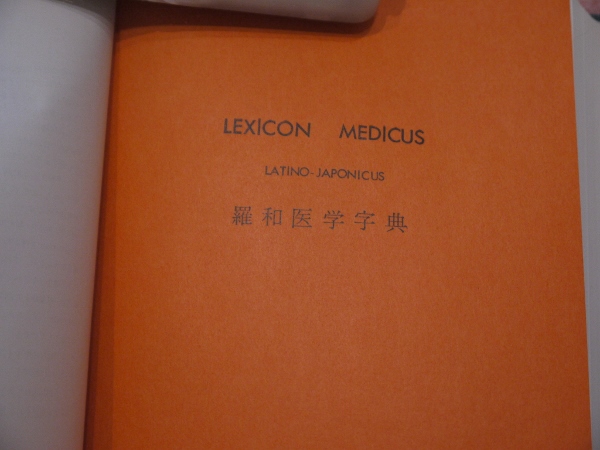 LEXICON MEDICUS
LATINO-JAPONICUS
羅和医学字典